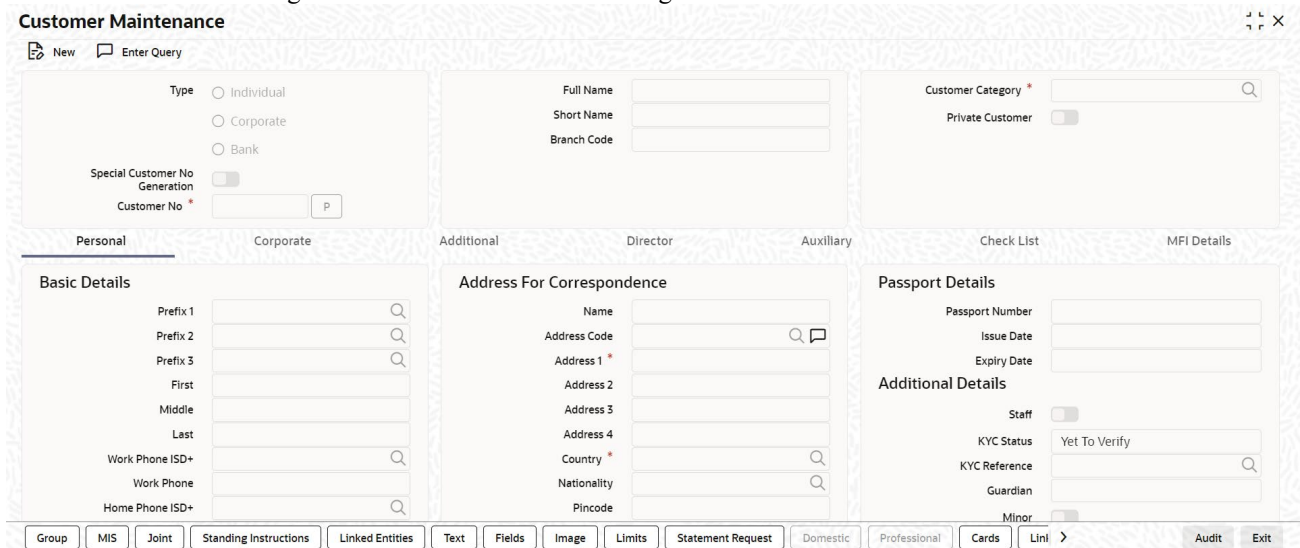 Customer Maintenance
New Enter Query
Type
Individual
Corporate
Bank
Special Customer No
Generation
Customer No *
P
Full Name
Short Name
Branch Code
Customer Category *
Private Customer
Personal Corporate Additional Director Auxiliary Check List MFI Details
Basic Details
Prefix 1
Prefix 2
Prefix 3
First
Middle
Last
Work Phone ISD+
Work Phone
Home Phone ISD+
Address For Correspondence
Name
Address Code
Address 1 *
Address 2
Address 3
Address 4
Country *
Nationality
Pincode
Passport Details
Passport Number
Issue Date
Expiry Date
Additional Details
Staff
KYC Status Yet To Verify
KYC Reference
Guardian
Minor
Group MIS Joint Standing Instructions Linked Entities Text Fields Image Limits Statement Request Domestic Professional Cards Audit Exit